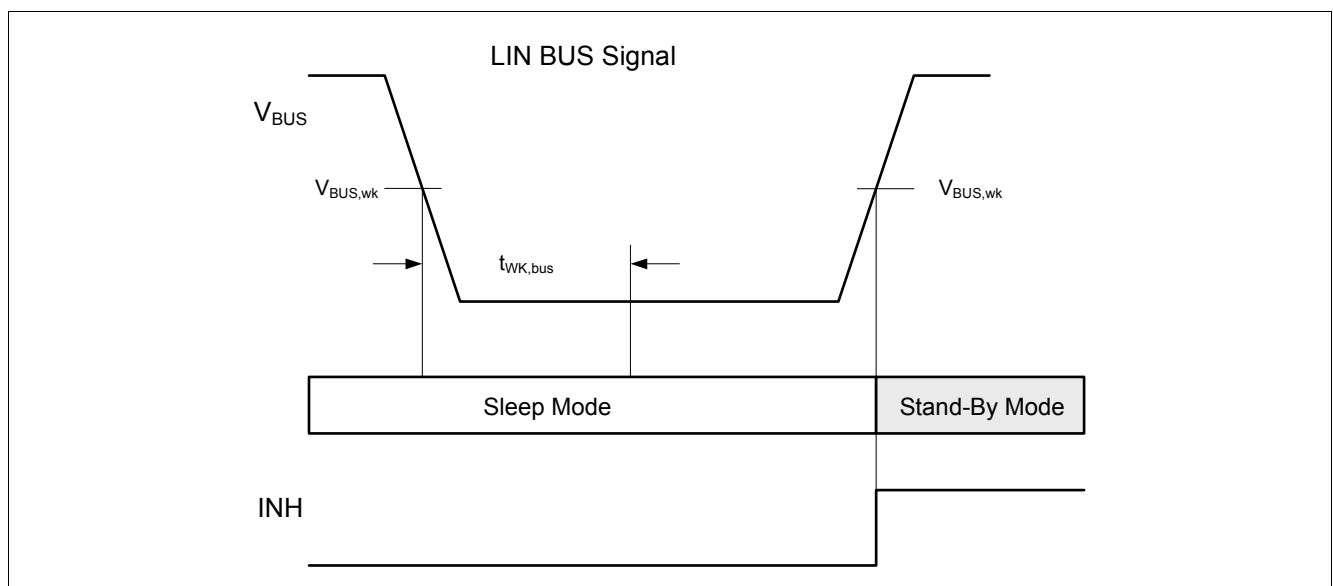 LIN BUS Signal
VBUS
VBUS,wk
VBUS,wk
tWK,bus
Sleep Mode
Stand-By Mode
INH